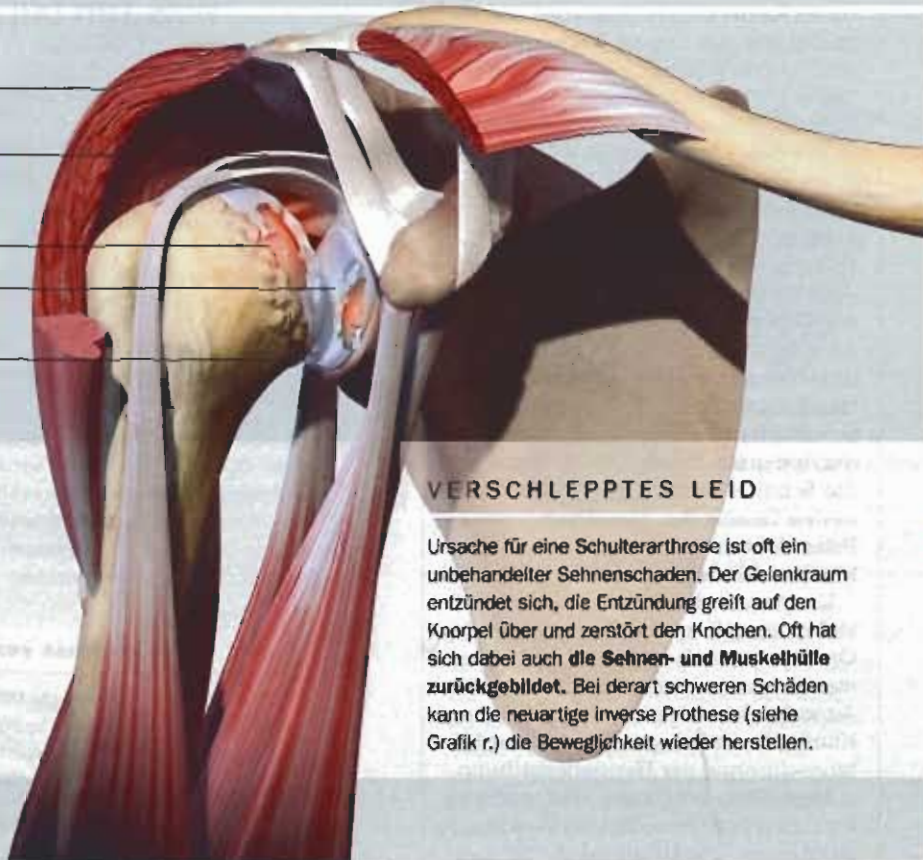 VERSCHLEPPTES LEID
Ursache für eine Schulterarthrose ist oft ein
unbehandelter Sehnenschaden. Der Gelenkraum
entzündet sich, die Entzündung greift auf den
Knorpel über und zerstört den Knochen. Oft hat
sich dabei auch die Sehnen- und Muskelhülle
zurückgebildet. Bei derart schweren Schäden
kann die neuartige inverse Prothese (siehe
Grafik r.) die Beweglichkeit wieder herstellen.